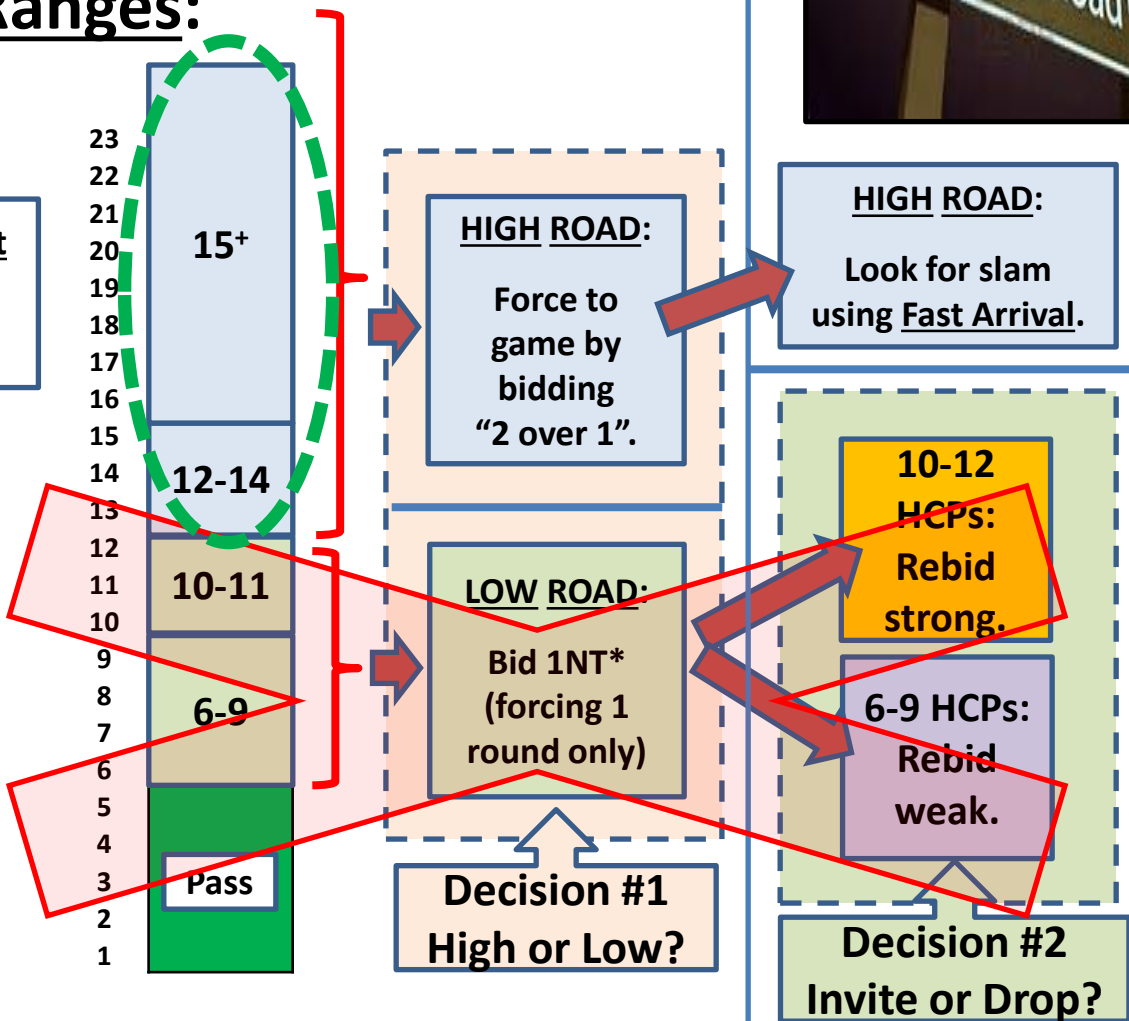 Ranges:
23
22
21
20
19
18
17
16
15
14
13
12
11
10
9
8
7
6
5
4
3
2
1
15+
12-14
10-11
6-9
Pass
HIGH ROAD:
Force to
game by
bidding
“2 over 1”.
LOW ROAD:
Bid 1NT*
(forcing 1
round only)
Decision #1
High or Low?
HIGH ROAD:
Look for slam
using Fast Arrival.
10-12
HCPs:
Rebid
strong.
6-9 HCPs:
Rebid
weak.
Decision #2
Invite or Drop?